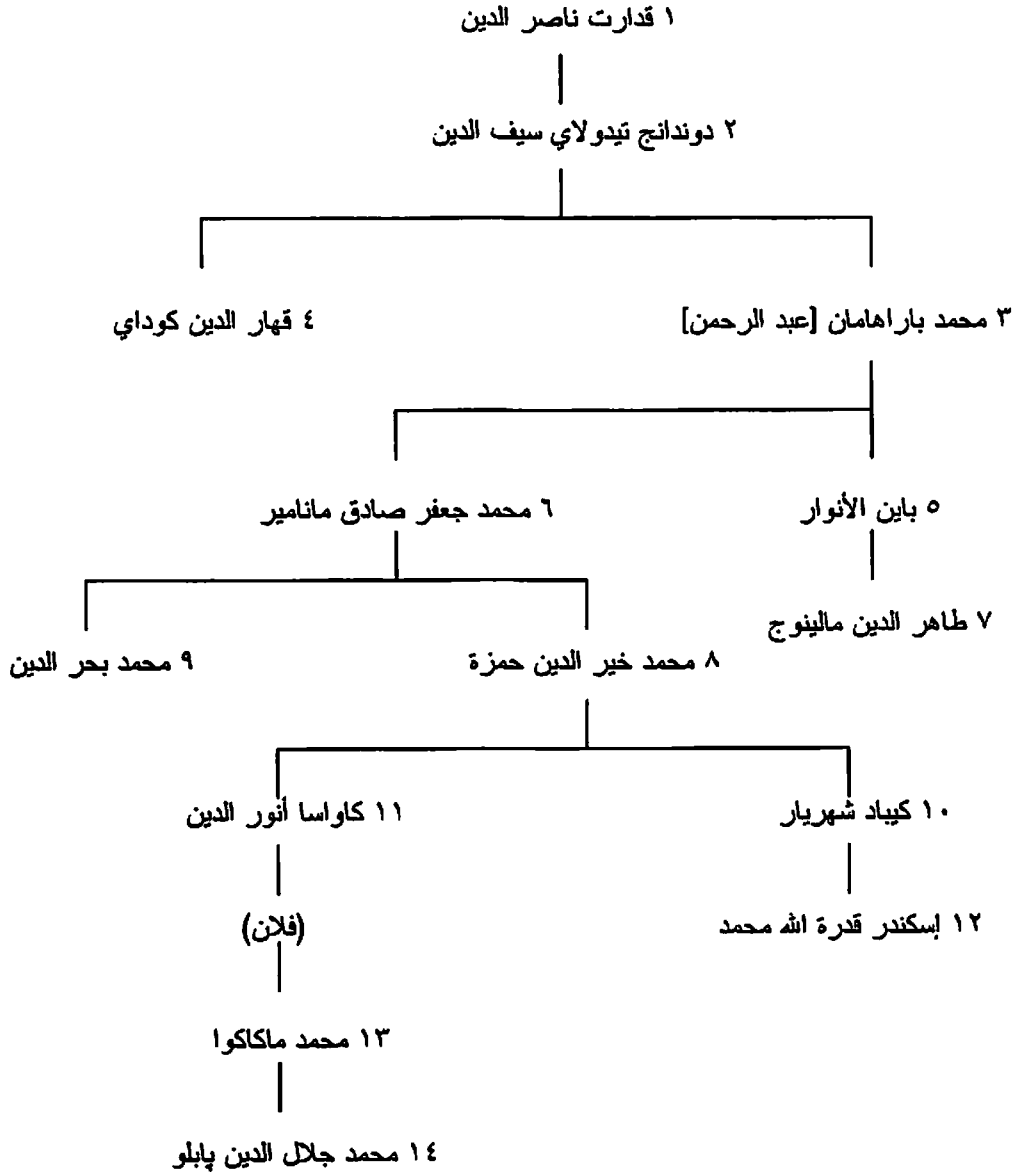 ١ قدارت ناصر الدين
٢ دوندانج تيدولاي سيف الدين
٣ محمد باراهامان [عبد الرحمن]
٤ قهار الدين كوداي
٥ باين الأنوار
٦ محمد جعفر صادق مانامير
٧ طاهر الدين مالينوج
٨ محمد خير الدين حمزة
٩ محمد بحر الدين
١٠ كيباد شهريار
١١ كاواسا أنور الدين
١٢ إسكندر قدرة الله محمد
(فلان)
١٣ محمد ماكاكوا
١٤ محمد جلال الدين پابلو